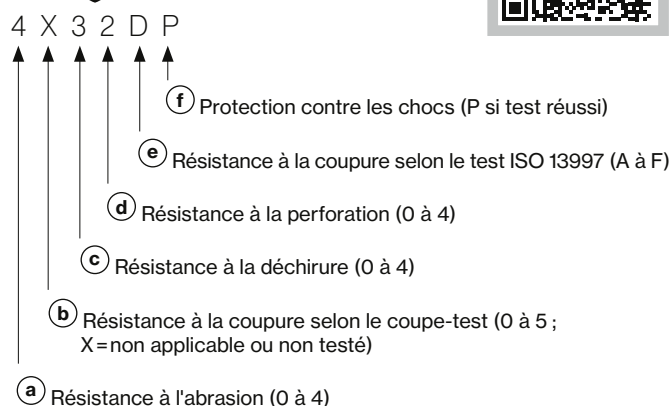 4 X 3 2 D P
f Protection contre les chocs (P si test réussi)
e Résistance à la coupure selon le test ISO 13997 (A à F)
d Résistance à la perforation (0 à 4)
c Résistance à la déchirure (0 à 4)
b Résistance à la coupure selon le coupe-test (0 à 5 ;
X = non applicable ou non testé)
a Résistance à l'abrasion (0 à 4)